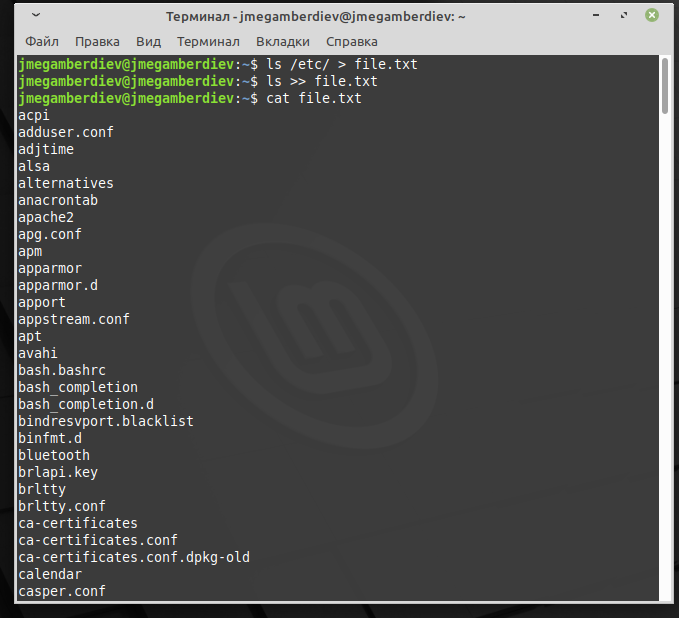 Терминал - jmegamberdiev@jmegamberdiev: ~
Файл Правка Вид Терминал Вкладки Справка
jmegamberdiev@jmegamberdiev:~$ ls /etc/ > file.txt
jmegamberdiev@jmegamberdiev:~$ ls >> file.txt
jmegamberdiev@jmegamberdiev:~$ cat file.txt
acpi
adduser.conf
adjtime
alsa
alternatives
anacrontab
apache2
apg.conf
apm
apparmor
apparmor.d
apport
appstream.conf
apt
avahi
bash.bashrc
bash_completion
bash_completion.d
bindresvport.blacklist
binfmt.d
bluetooth
brlapi.key
brltty
brltty.conf
ca-certificates
ca-certificates.conf
ca-certificates.conf.dpkg-old
calendar
casper.conf